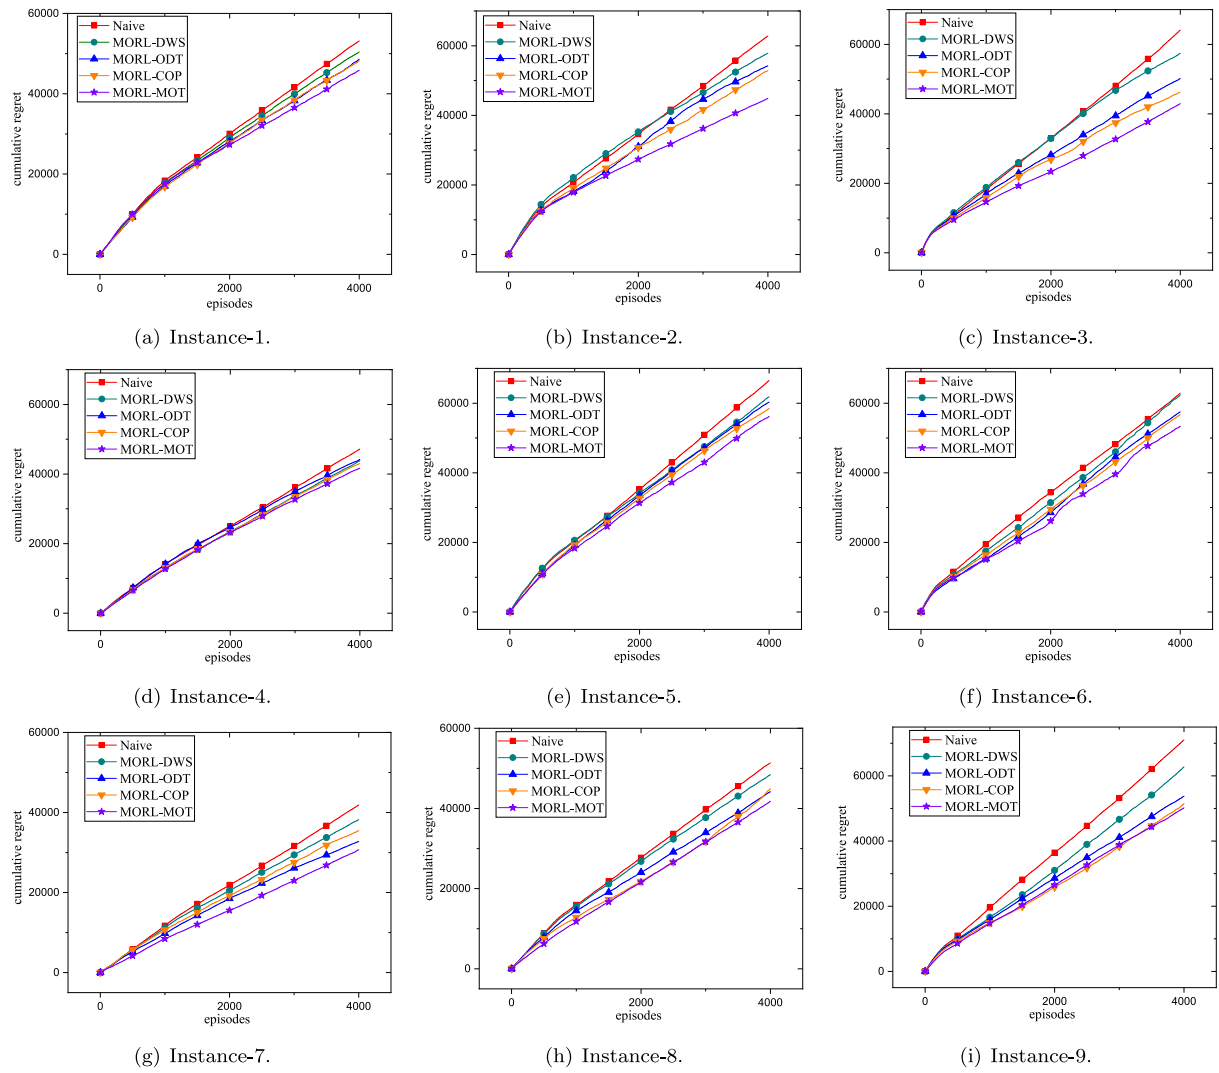 60000
40000
20000
0
cumulative regret
Naive
MORL-DWS
MORL-ODT
MORL-COP
MORL-MOT
0 2000 4000
episodes
(a) Instance-1.
60000
40000
20000
0
cumulative regret
Naive
MORL-DWS
MORL-ODT
MORL-COP
MORL-MOT
0 2000 4000
episodes
(b) Instance-2.
60000
40000
20000
0
cumulative regret
Naive
MORL-DWS
MORL-ODT
MORL-COP
MORL-MOT
0 2000 4000
episodes
(c) Instance-3.
60000
40000
20000
0
cumulative regret
Naive
MORL-DWS
MORL-ODT
MORL-COP
MORL-MOT
0 2000 4000
episodes
(d) Instance-4.
60000
40000
20000
0
cumulative regret
Naive
MORL-DWS
MORL-ODT
MORL-COP
MORL-MOT
0 2000 4000
episodes
(e) Instance-5.
60000
40000
20000
0
cumulative regret
Naive
MORL-DWS
MORL-ODT
MORL-COP
MORL-MOT
0 2000 4000
episodes
(f) Instance-6.
60000
40000
20000
0
cumulative regret
Naive
MORL-DWS
MORL-ODT
MORL-COP
MORL-MOT
0 2000 4000
episodes
(g) Instance-7.
60000
40000
20000
0
cumulative regret
Naive
MORL-DWS
MORL-ODT
MORL-COP
MORL-MOT
0 2000 4000
episodes
(h) Instance-8.
60000
40000
20000
0
cumulative regret
Naive
MORL-DWS
MORL-ODT
MORL-COP
MORL-MOT
0 2000 4000
episodes
(i) Instance-9.